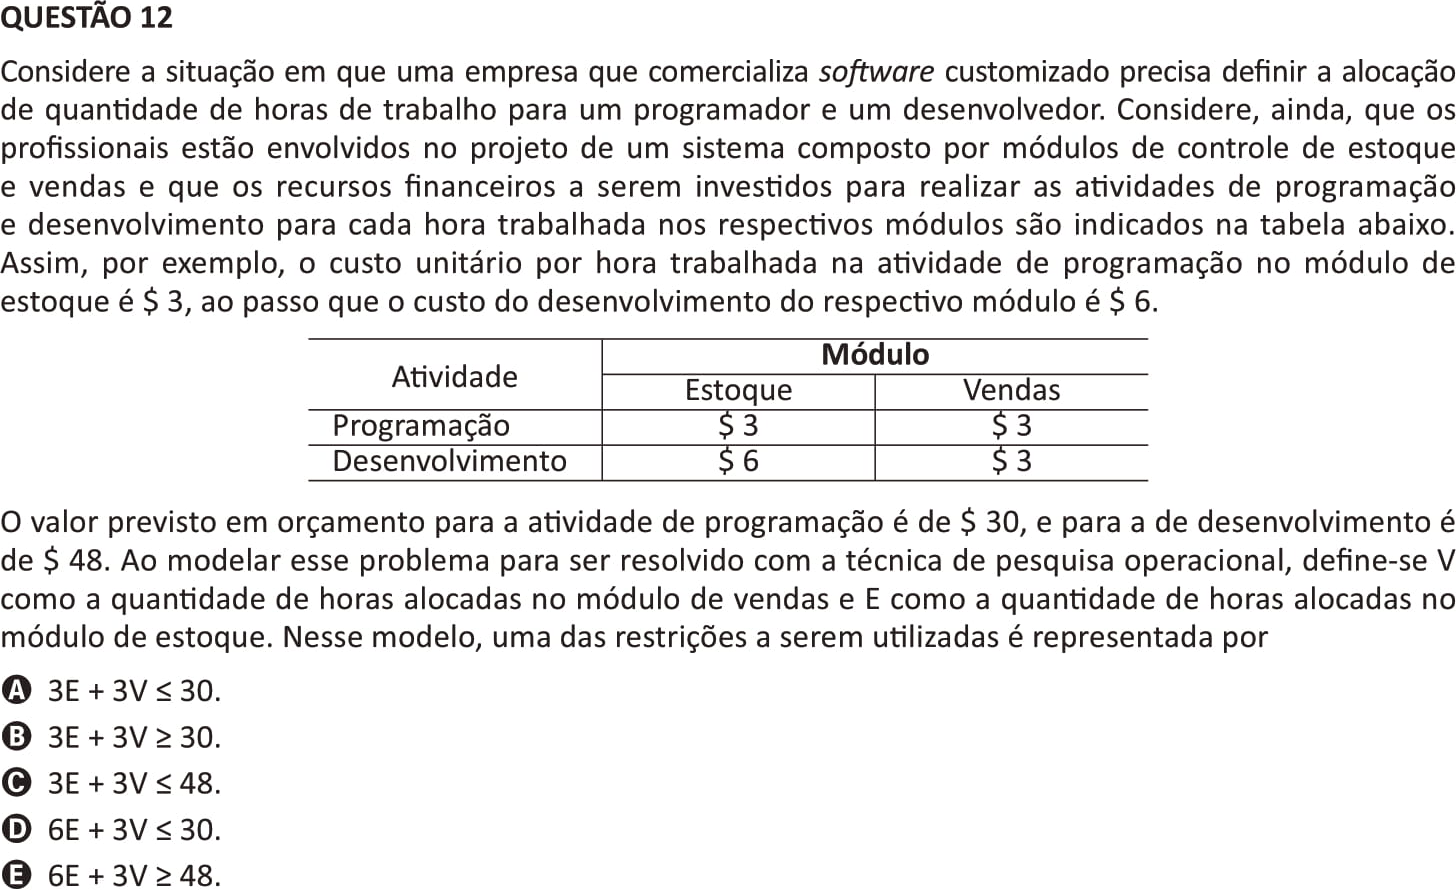 QUESTÃO 12
Considere a situação em que uma empresa que comercializa software customizado precisa definir a alocação
de quantidade de horas de trabalho para um programador e um desenvolvedor. Considere, ainda, que os
profissionais estão envolvidos no projeto de um sistema composto por módulos de controle de estoque
e vendas e que os recursos financeiros a serem investidos para realizar as atividades de programação
e desenvolvimento para cada hora trabalhada nos respectivos módulos são indicados na tabela abaixo.
Assim, por exemplo, o custo unitário por hora trabalhada na atividade de programação no módulo de
estoque é $ 3, ao passo que o custo do desenvolvimento do respectivo módulo é $ 6.
Atividade Módulo
Estoque Vendas
Programação $ 3 $ 3
Desenvolvimento $ 6 $ 3
O valor previsto em orçamento para a atividade de programação é de $ 30, e para a de desenvolvimento é
de $ 48. Ao modelar esse problema para ser resolvido com a técnica de pesquisa operacional, define-se V
como a quantidade de horas alocadas no módulo de vendas e E como a quantidade de horas alocadas no
módulo de estoque. Nesse modelo, uma das restrições a serem utilizadas é representada por
A 3E + 3V ≤ 30.
B 3E + 3V ≥ 30.
C 3E + 3V ≤ 48.
D 6E + 3V ≤ 30.
E 6E + 3V ≥ 48.